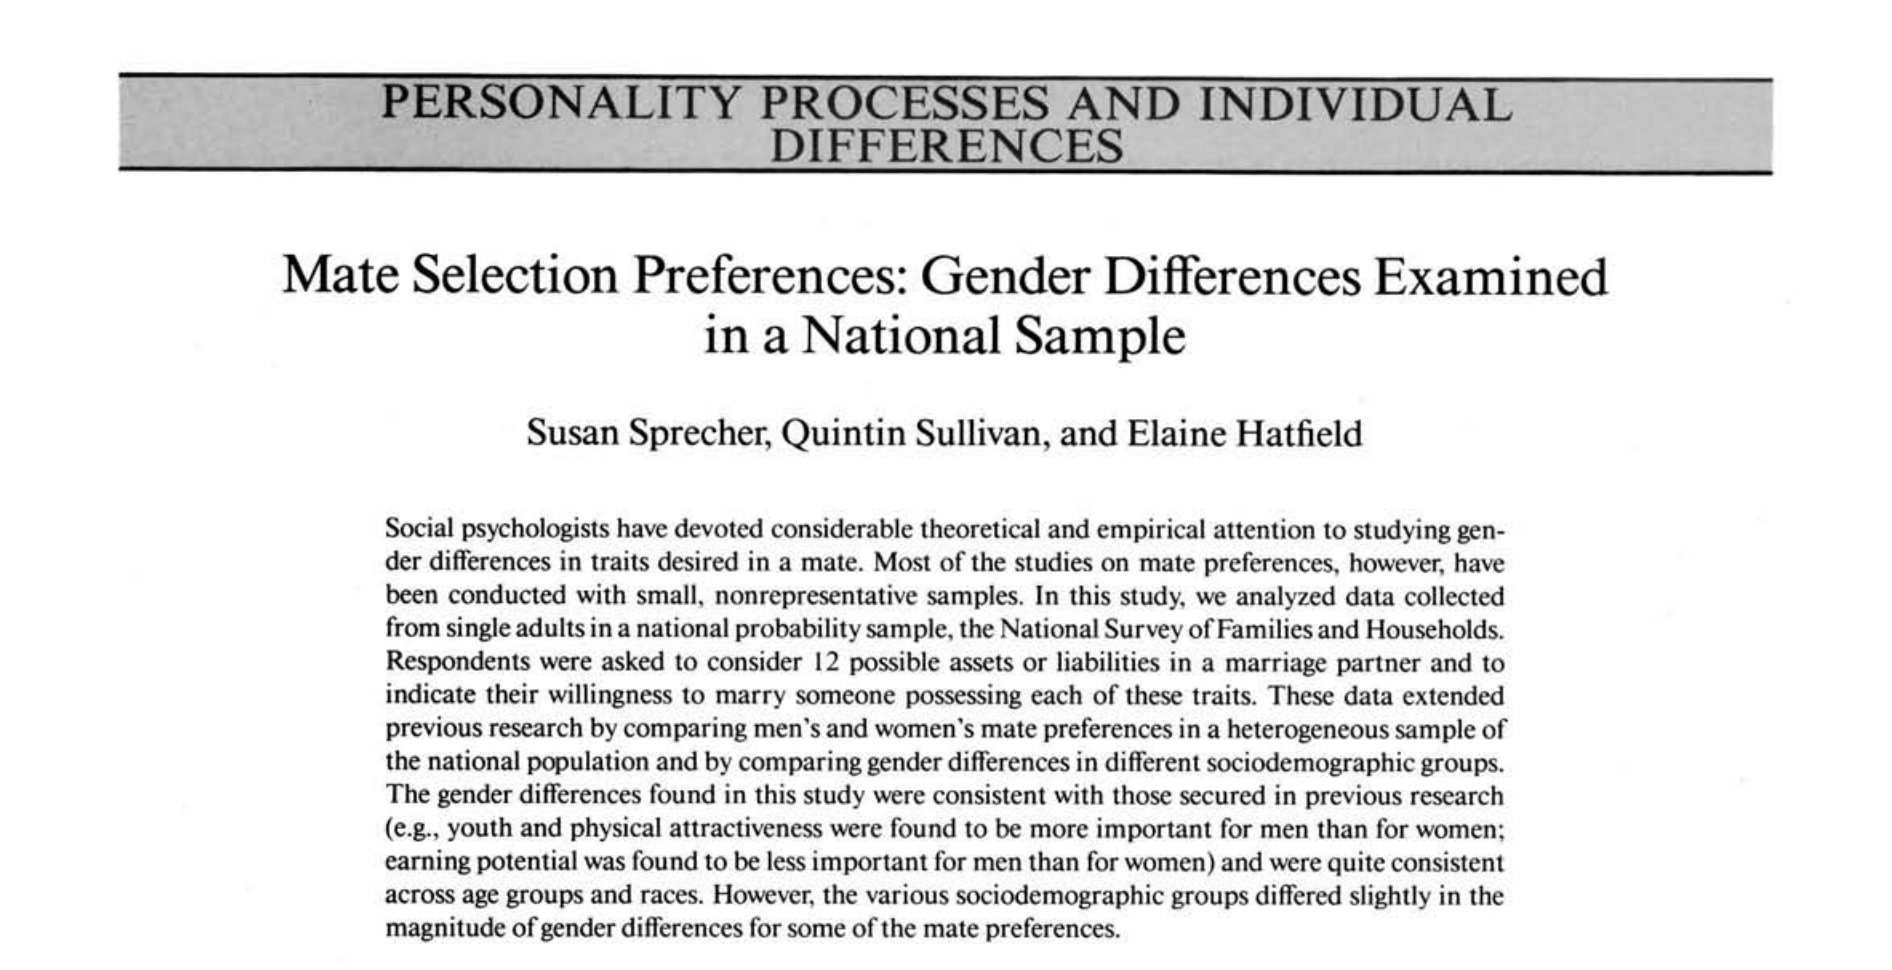 PERSONALITY PROCESSES AND INDIVIDUAL
DIFFERENCES
Mate Selection Preferences: Gender Differences Examined
in a National Sample
Susan Sprecher, Quintin Sullivan, and Elaine Hatfield
Social psychologists have devoted considerable theoretical and empirical attention to studying gen-
der differences in traits desired in a mate. Most of the studies on mate preferences, however, have
been conducted with small, nonrepresentative samples. In this study, we analyzed data collected
from single adults in a national probability sample, the National Survey of Families and Households.
Respondents were asked to consider 12 possible assets or liabilities in a marriage partner and to
indicate their willingness to marry someone possessing each of these traits. These data extended
previous research by comparing men's and women's mate preferences in a heterogeneous sample of
the national population and by comparing gender differences in different sociodemographic groups.
The gender differences found in this study were consistent with those secured in previous research
(e.g., youth and physical attractiveness were found to be more important for men than for women;
earning potential was found to be less important for men than for women) and were quite consistent
across age groups and races. However, the various sociodemographic groups differed slightly in the
magnitude of gender differences for some of the mate preferences.